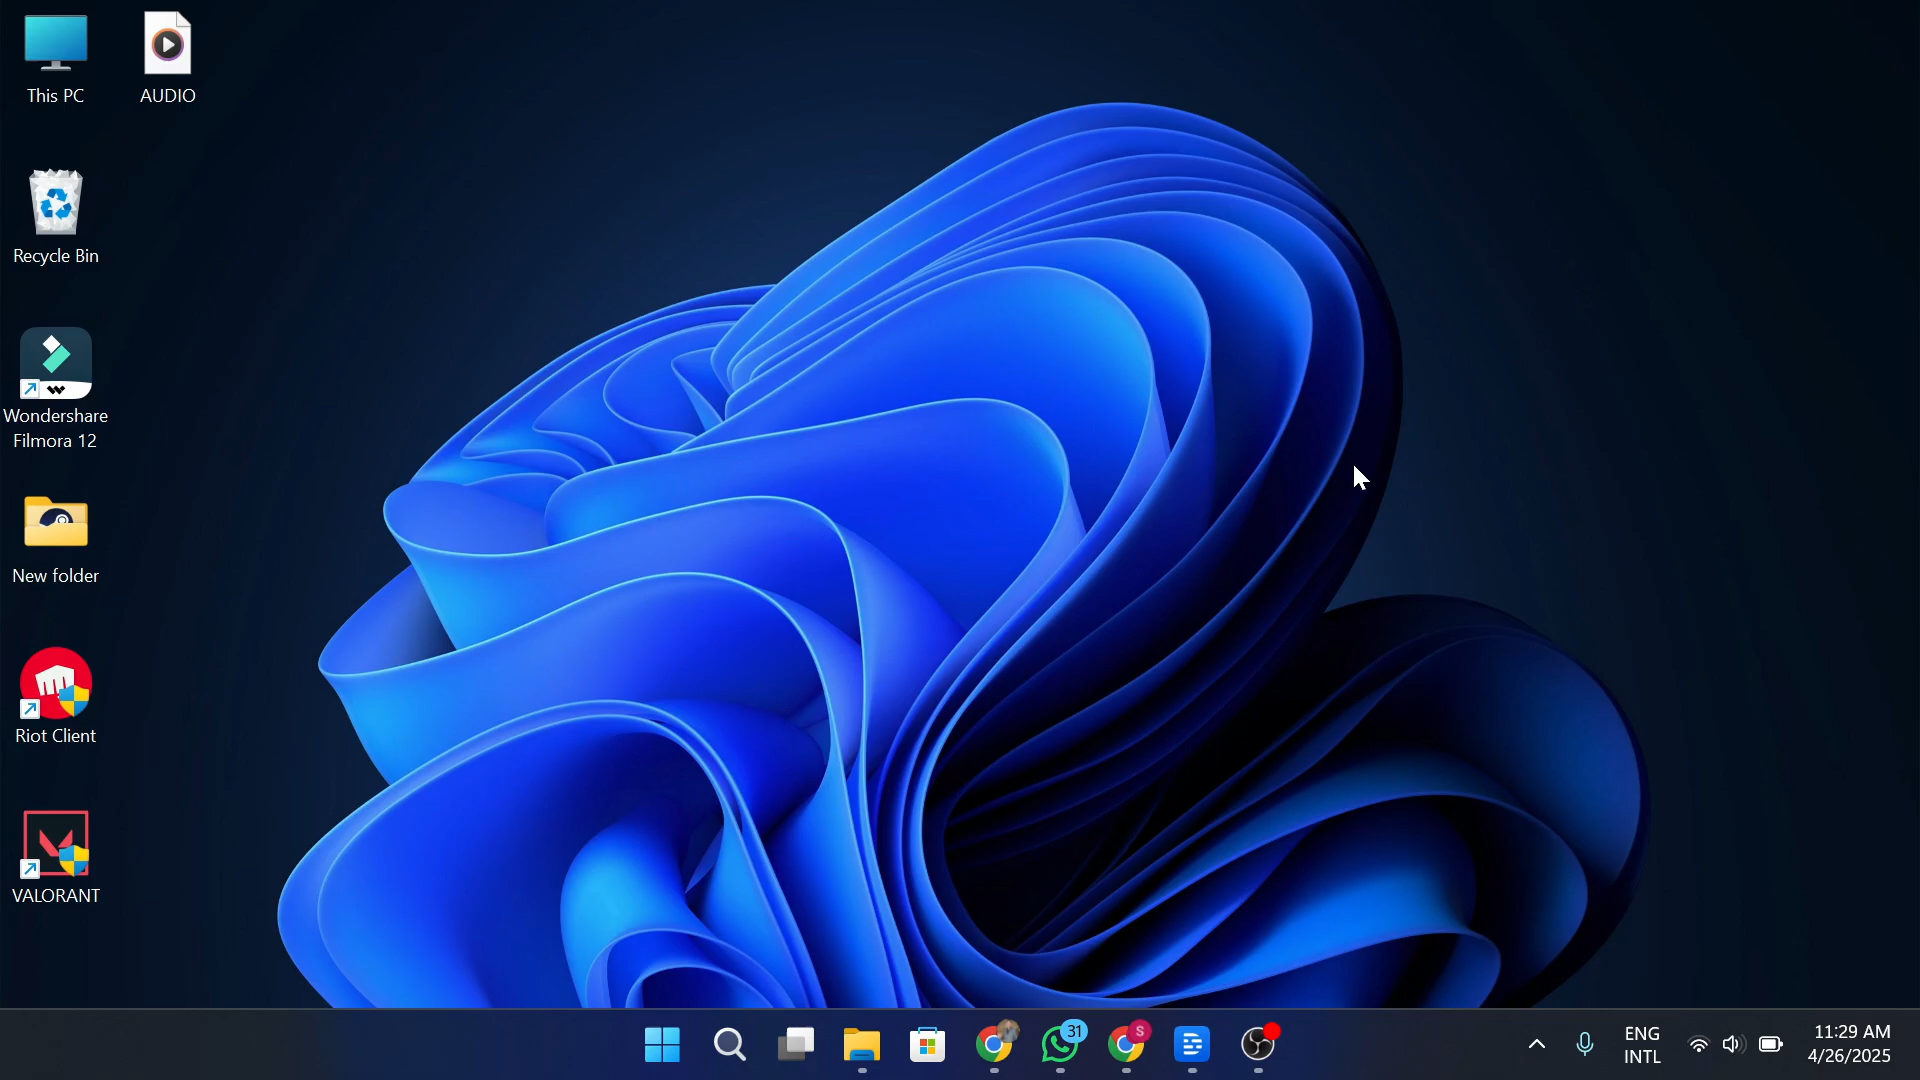 This PC
AUDIO
Recycle Bin
Wondershare
Filmora 12
New folder
Riot Client
VALORANT
31
S
ENG
INTL
11:29 AM
4/26/2025